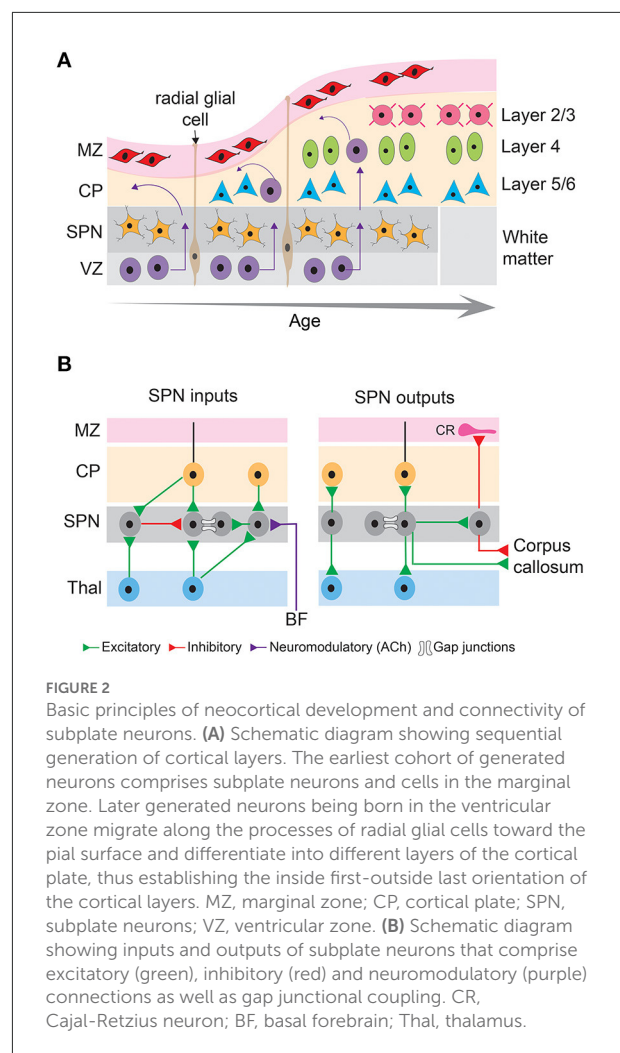 A
radial glial
cell
MZ
CP
SPN
VZ
Layer 2/3
Layer 4
Layer 5/6
White
matter
Age
B
SPN inputs
SPN outputs
MZ
CP
SPN
Thal
BF
CR
Corpus
callosum
Excitatory
Inhibitory
Neuromodulatory (ACh)
Gap junctions
FIGURE 2
Basic principles of neocortical development and connectivity of
subplate neurons. (A) Schematic diagram showing sequential
generation of cortical layers. The earliest cohort of generated
neurons comprises subplate neurons and cells in the marginal
zone. Later generated neurons being born in the ventricular
zone migrate along the processes of radial glial cells toward the
pial surface and differentiate into different layers of the cortical
plate, thus establishing the inside first-outside last orientation of
the cortical layers. MZ, marginal zone; CP, cortical plate; SPN,
subplate neurons; VZ, ventricular zone. (B) Schematic diagram
showing inputs and outputs of subplate neurons that comprise
excitatory (green), inhibitory (red) and neuromodulatory (purple)
connections as well as gap junctional coupling. CR,
Cajal-Retzius neuron; BF, basal forebrain; Thal, thalamus.